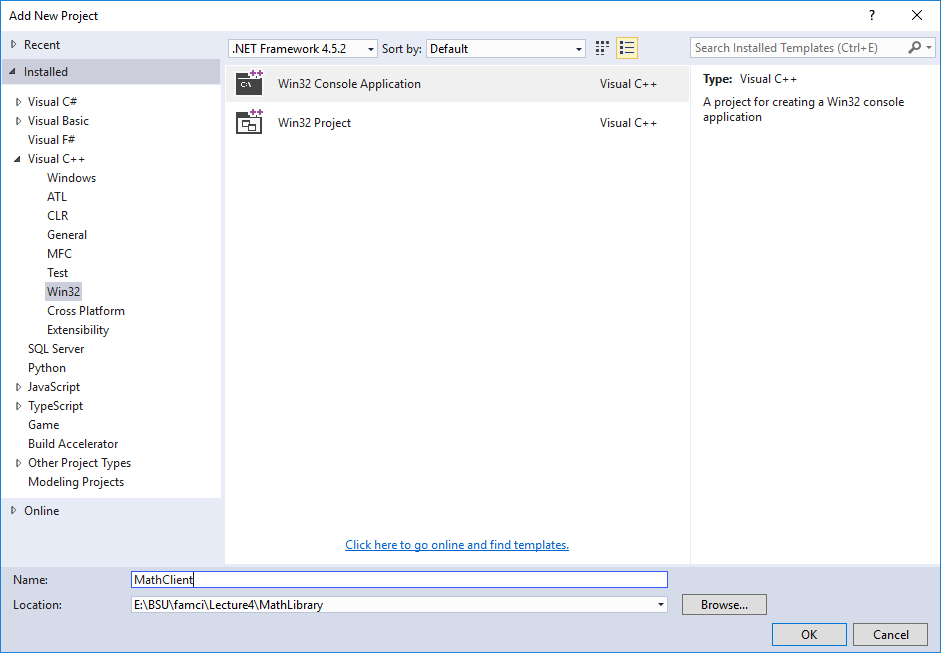 Add New Project
?
Recent
Installed
Visual C#
Visual Basic
Visual F#
Visual C++
Windows
ATL
CLR
General
MFC
Test
Win32
Cross Platform
Extensibility
SQL Server
Python
JavaScript
TypeScript
Game
Build Accelerator
Other Project Types
Modeling Projects
Online
.NET Framework 4.5.2 Sort by: Default
C:\ Win32 Console Application Visual C++
Win32 Project Visual C++
Click here to go online and find templates.
Search Installed Templates (Ctrl+E)
Type: Visual C++
A project for creating a Win32 console
application
Name: MathClient
Location: E:\BSU\famci\Lecture4\MathLibrary Browse...
OK Cancel